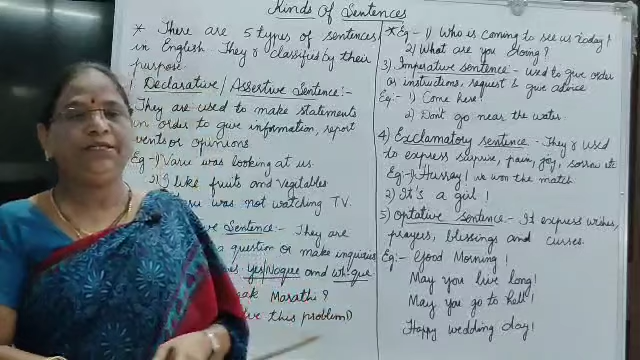 Kinds Of Sentences
* There are 5 types of sentences
in English. They r classified by their
purpose.
Declarative/Assertive Sentence:-
They are used to make statements
in order to give information, report
events or opinions.
Eg:- 1) Varu was looking at us.
2) I like fruits and Vegitables
was not watching TV.
Sentence:- They are
a question or make inquiries
yes/Noque and wh que
Marathi?
this problem
* Eg:- 1) Who is coming to see us today?
2) What are you doing?
3) Imperative sentence:- used to give order
or instructions, request & give advice
Eg:- 1) Come here.
2) Don't go near the water.
4) Exclamatory sentence:- They r used
to express surprise, pain, joy, sorrow etc
Eg:-1) Hurray! we won the match.
2) It's a girl!
5) Optative sentence:- It express wishes,
prayers, blessings and curses.
Eg:- Good Morning!
May you live long!
May you go to hell!
Happy wedding day!